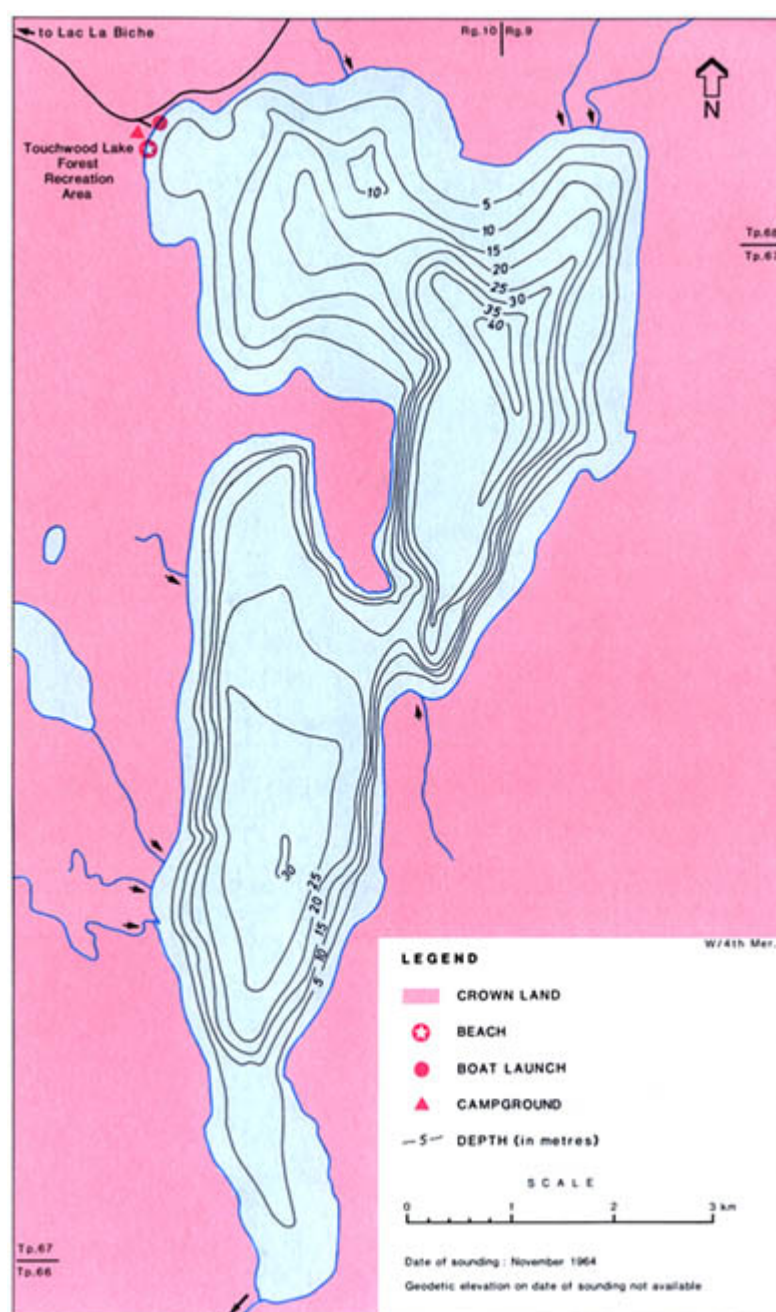 to Lac La Biche
Rg.10 Rg.9
N
Touchwood Lake
Forest
Recreation
Area
Tp.68
Tp.67
10
5
10
15
20
25
30
35
40
30
25
20
15
10
5
W/4th Mer.
LEGEND
CROWN LAND
BEACH
BOAT LAUNCH
CAMPGROUND
5 DEPTH (in metres)
SCALE
0 1 2 3 km
Date of sounding: November 1964
Geodetic elevation on date of sounding not available
Tp.67
Tp.66